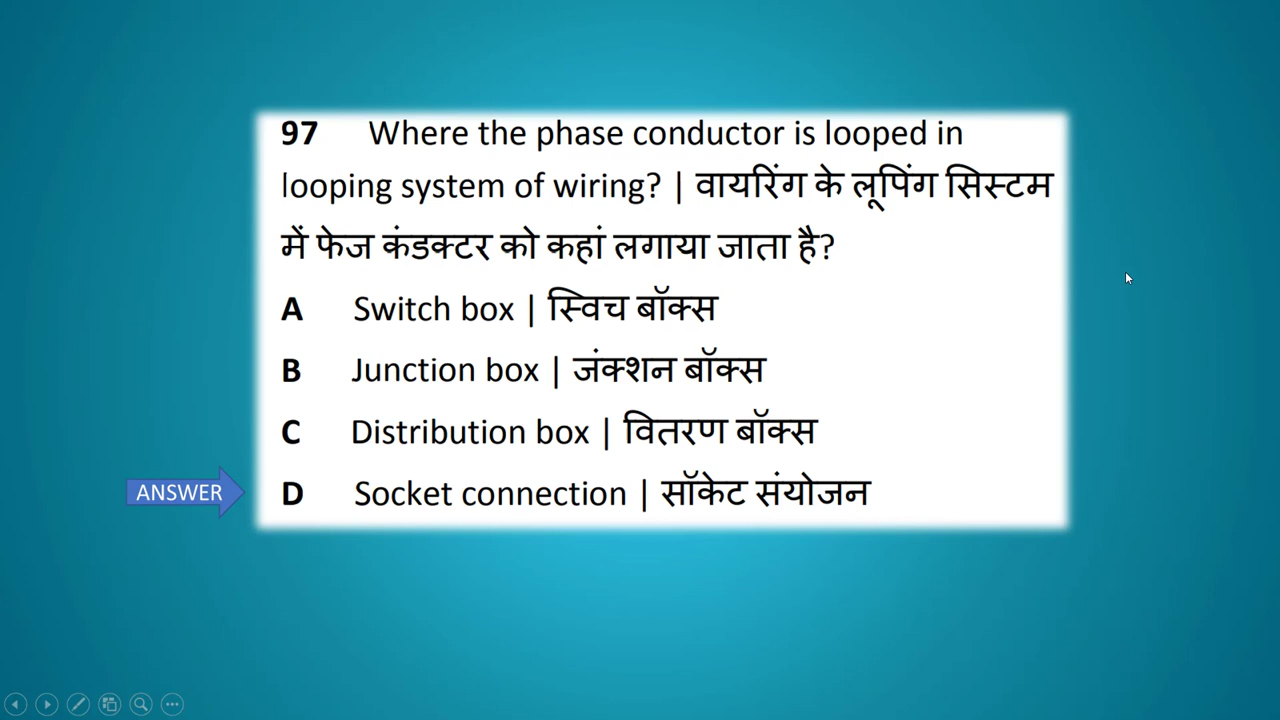 97 Where the phase conductor is looped in
looping system of wiring? | वायरिंग के लूपिंग सिस्टम
में फेज कंडक्टर को कहां लगाया जाता है?
A Switch box | स्विच बॉक्स
B Junction box | जंक्शन बॉक्स
C Distribution box | वितरण बॉक्स
ANSWER D Socket connection | सॉकेट संयोजन